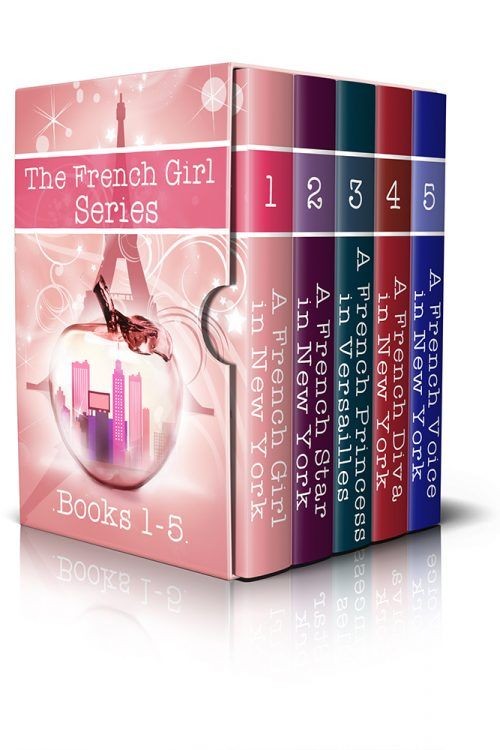 The French Girl
Series
.Books 1-5.
1
A French Girl
in New York
2
A French Star
in New York
3
A French Princess
in Versailles
4
A French Diva
in New York
5
A French Voice
in New York